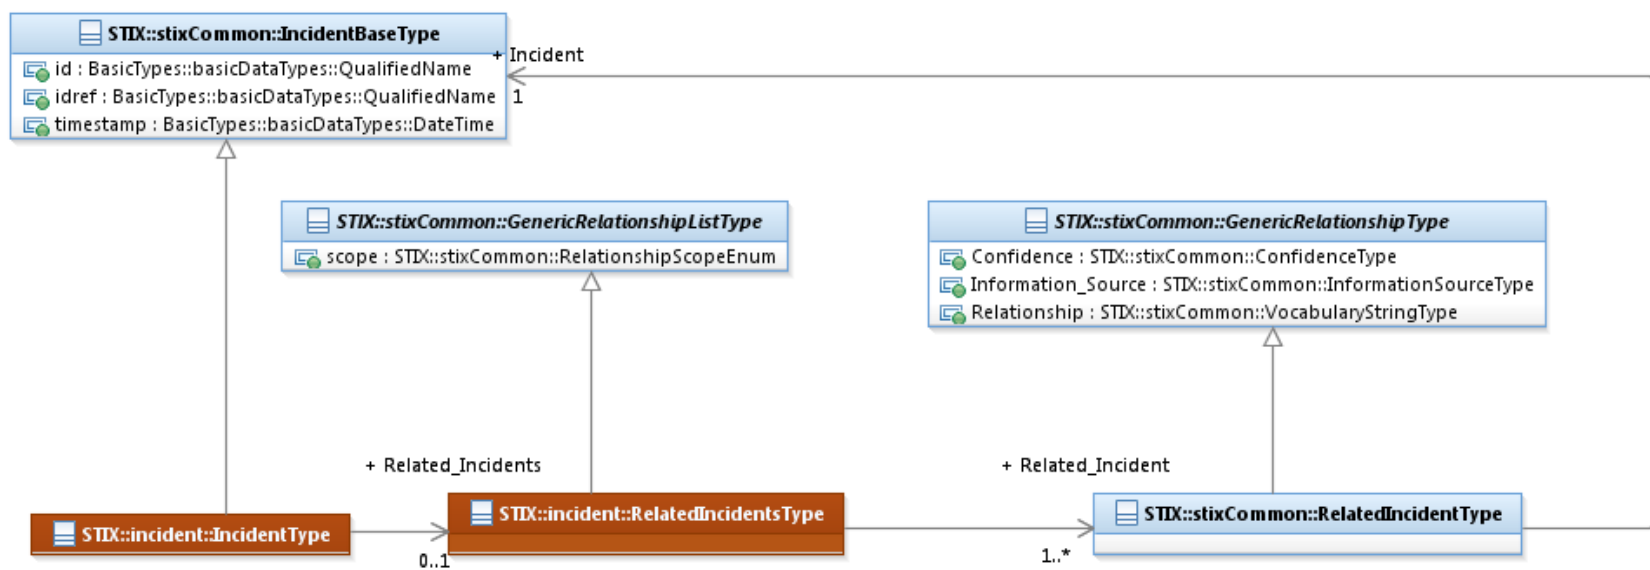 STIX::stixCommon::IncidentBaseType
id : BasicTypes::basicDataTypes::QualifiedName
idref : BasicTypes::basicDataTypes::QualifiedName
timestamp : BasicTypes::basicDataTypes::DateTime
+ Incident
1
STIX::stixCommon::GenericRelationshipListType
scope : STIX::stixCommon::RelationshipScopeEnum
STIX::stixCommon::GenericRelationshipType
Confidence : STIX::stixCommon::ConfidenceType
Information_Source : STIX::stixCommon::InformationSourceType
Relationship : STIX::stixCommon::VocabularyStringType
+ Related_Incidents
+ Related_Incident
STIX::incident::IncidentType
0..1
STIX::incident::RelatedIncidentsType
1..*
STIX::stixCommon::RelatedIncidentType